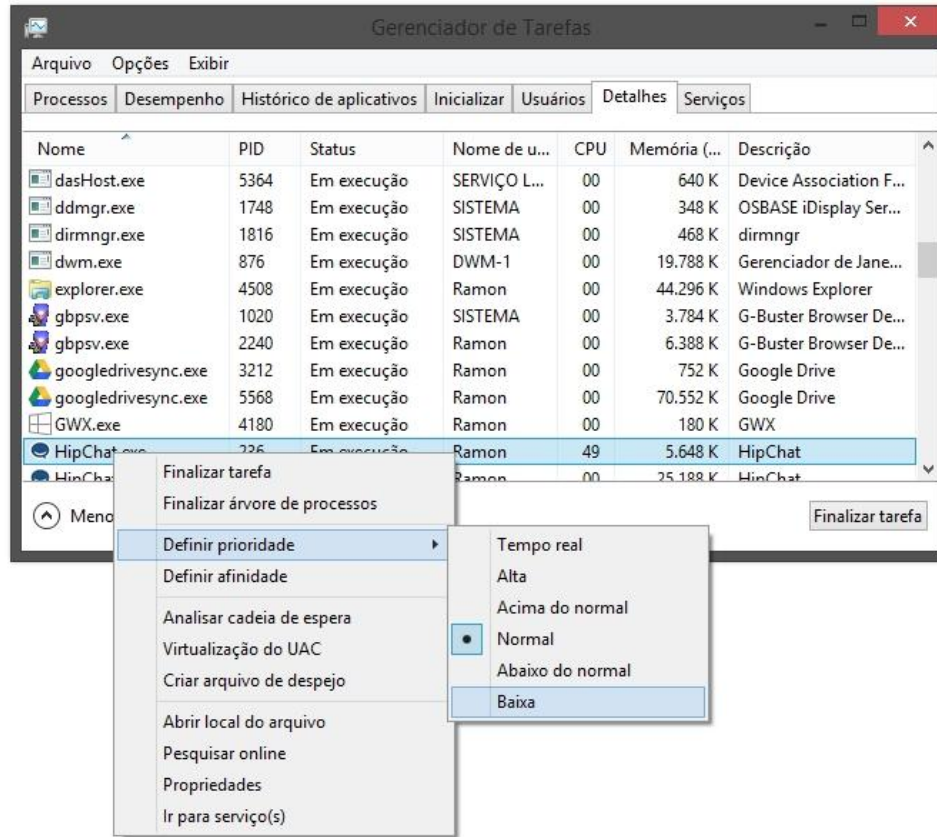 Gerenciador de Tarefas
Arquivo Opções Exibir
Processos Desempenho Histórico de aplicativos Inicializar Usuários Detalhes Serviços
Nome PID Status Nome de u... CPU Memória (... Descrição
dasHost.exe 5364 Em execução SERVIÇO L... 00 640 K Device Association F...
ddmgr.exe 1748 Em execução SISTEMA 00 348 K OSBASE iDisplay Ser...
dirmngr.exe 1816 Em execução SISTEMA 00 468 K dirmngr
dwm.exe 876 Em execução DWM-1 00 19.788 K Gerenciador de Jane...
explorer.exe 4508 Em execução Ramon 00 44.296 K Windows Explorer
gbpsv.exe 1020 Em execução SISTEMA 00 3.784 K G-Buster Browser De...
gbpsv.exe 2240 Em execução Ramon 00 6.388 K G-Buster Browser De...
googledrivesync.exe 3212 Em execução Ramon 00 752 K Google Drive
googledrivesync.exe 5568 Em execução Ramon 00 70.552 K Google Drive
GWX.exe 4180 Em execução Ramon 00 180 K GWX
HipChat.exe 236 Em execução Ramon 49 5.648 K HipChat
HipCha Ramon 00 25.188 K HipChat
Meno
Finalizar tarefa
Finalizar tarefa
Finalizar árvore de processos
Definir prioridade
Definir afinidade
Analisar cadeia de espera
Virtualização do UAC
Criar arquivo de despejo
Abrir local do arquivo
Pesquisar online
Propriedades
Ir para serviço(s)
Tempo real
Alta
Acima do normal
Normal
Abaixo do normal
Baixa